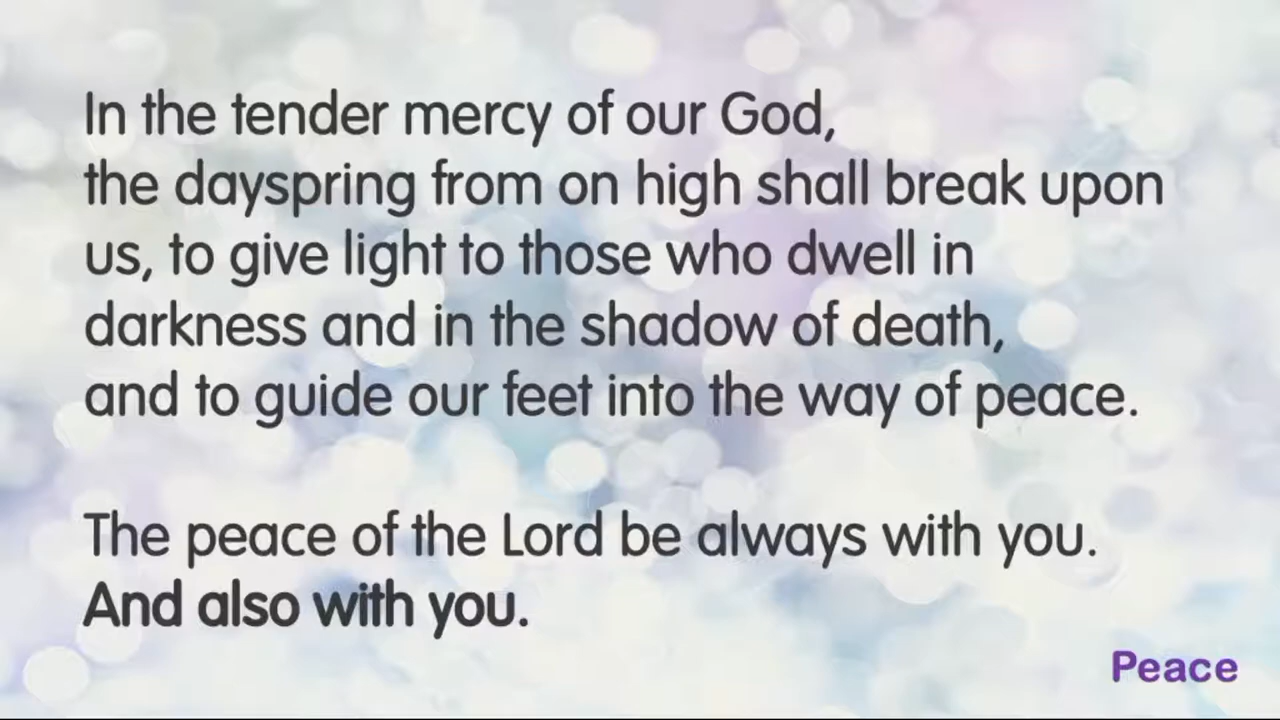 In the tender mercy of our God,
the dayspring from on high shall break upon
us, to give light to those who dwell in
darkness and in the shadow of death,
and to guide our feet into the way of peace.
The peace of the Lord be always with you.
And also with you.
Peace